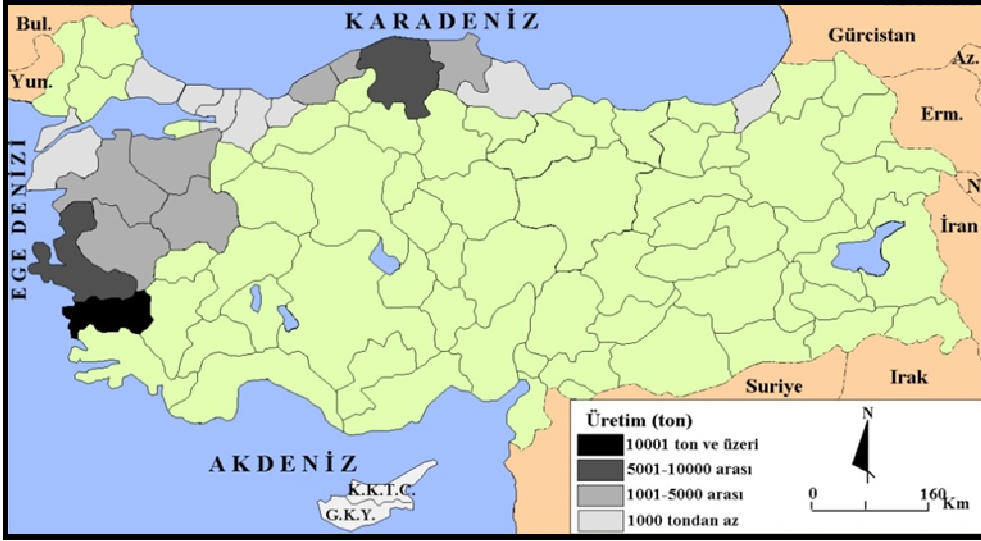 KARADENİZ
Bul.
Gürcistan
Az.
Yun.
Erm.
EGE DENİZİ
N
İran
Suriye
Irak
AKDENİZ
K.K.T.C.
G.K.Y.
Üretim (ton)
10001 ton ve üzeri
5001-10000 arası
1001-5000 arası
1000 tondan az
N
0 160 Km